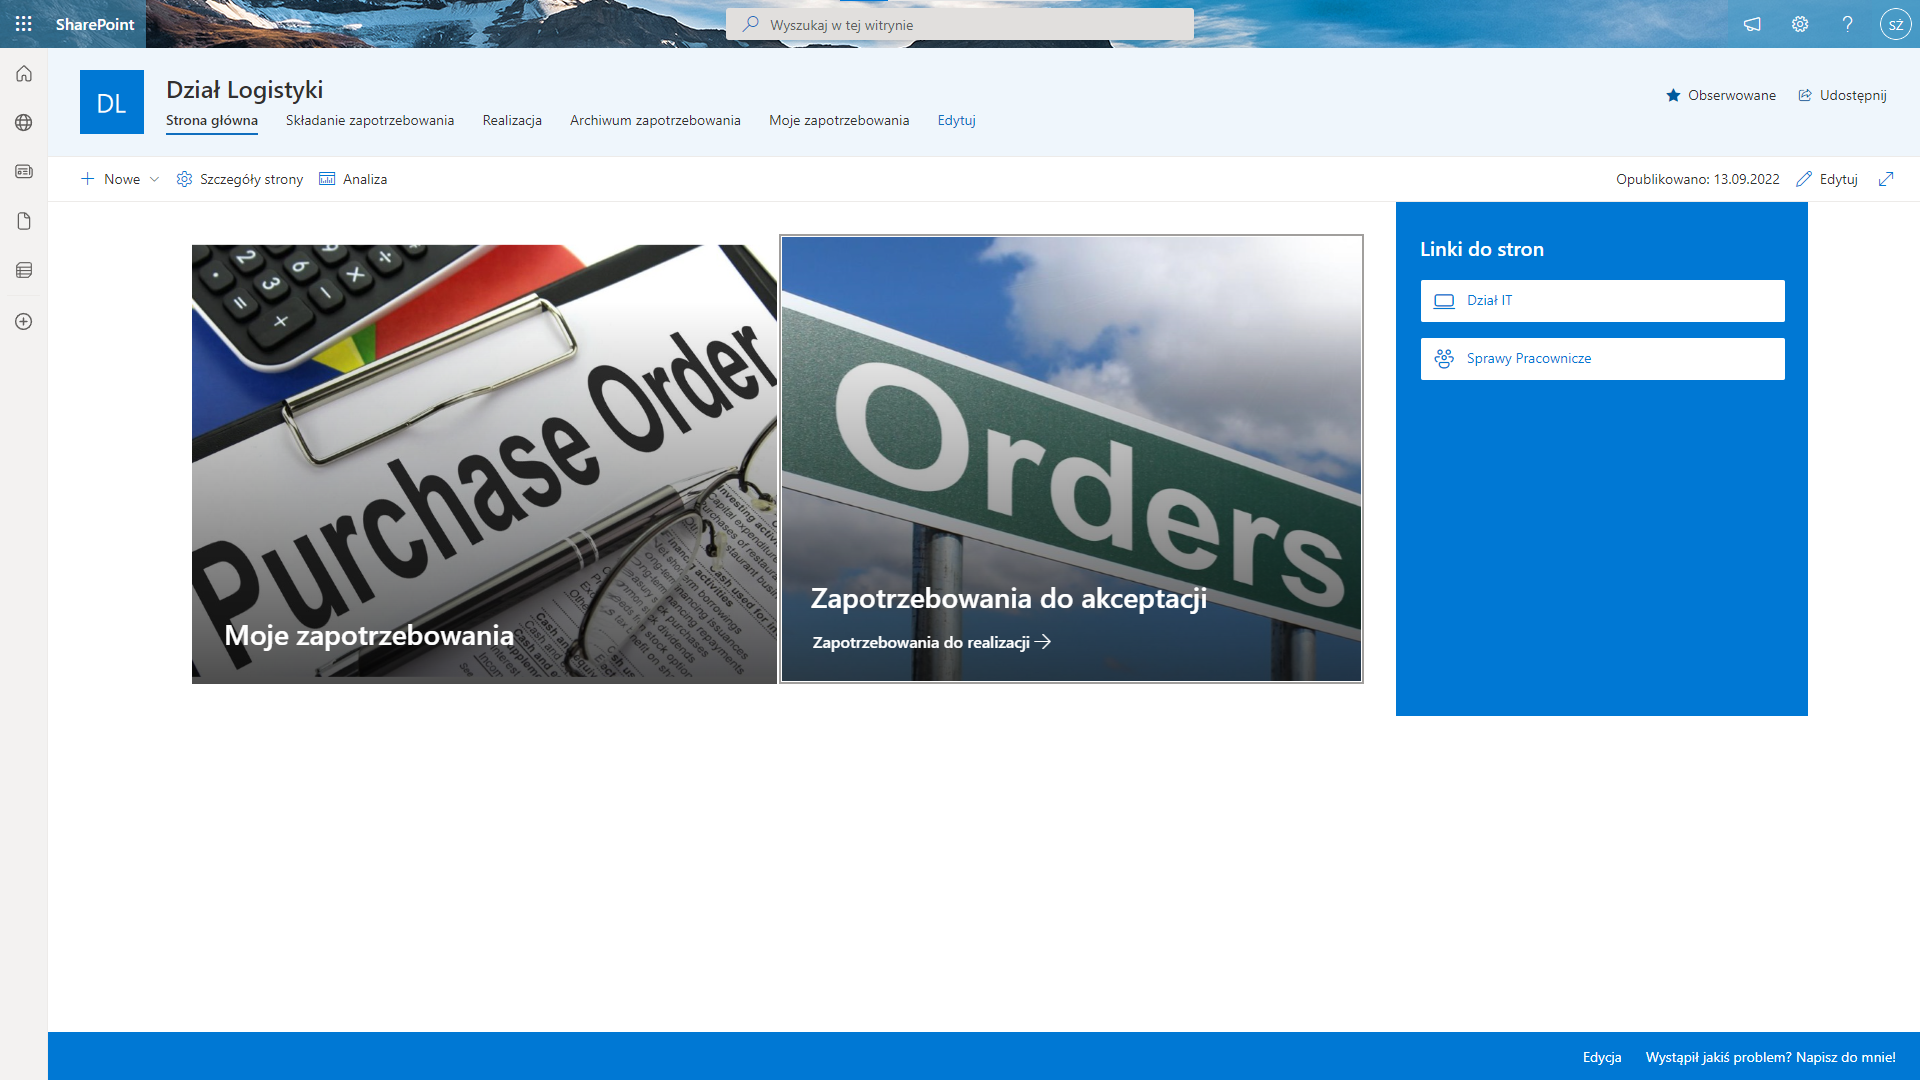 SharePoint
Wyszukaj w tej witrynie
SŻ
DL
Dział Logistyki
Strona główna
Składanie zapotrzebowania
Realizacja
Archiwum zapotrzebowania
Moje zapotrzebowania
Edytuj
Obserwowane
Udostępnij
Nowe
Szczegóły strony
Analiza
Opublikowano: 13.09.2022
Edytuj
Purchase Order
Moje zapotrzebowania
Orders
Zapotrzebowania do akceptacji
Zapotrzebowania do realizacji
Linki do stron
Dział IT
Sprawy Pracownicze
Edycja
Wystąpił jakiś problem? Napisz do mnie!